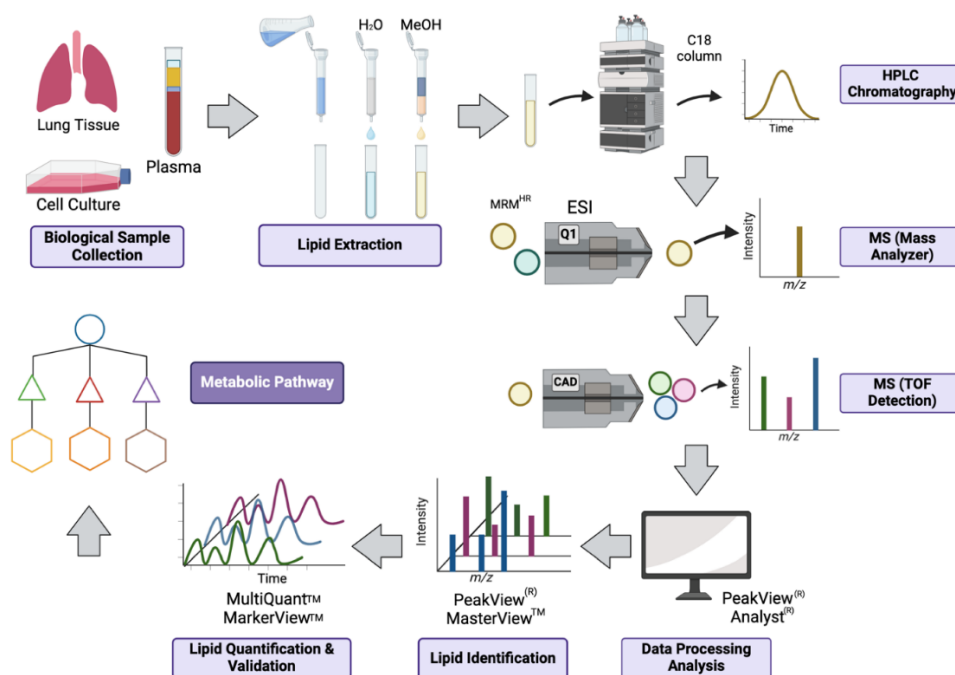 Lung Tissue
Plasma
Cell Culture
Biological Sample
Collection
H₂O
MeOH
Lipid Extraction
C18
column
Time
HPLC
Chromatography
MRM^HR
ESI
Q1
Intensity
m/z
MS (Mass
Analyzer)
CAD
Intensity
m/z
MS (TOF
Detection)
PeakView(R)
Analyst(R)
Data Processing
Analysis
Intensity
m/z
PeakView(R)
MasterView™
Lipid Identification
Time
MultiQuant™
MarkerView™
Lipid Quantification &
Validation
Metabolic Pathway